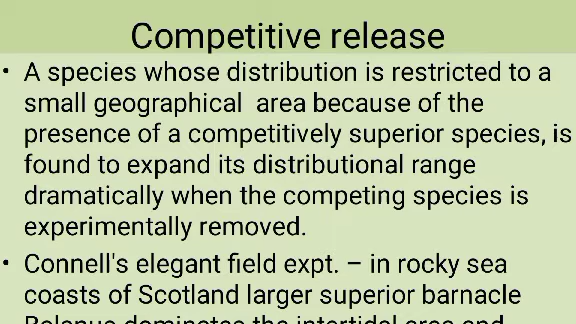 Competitive release
• A species whose distribution is restricted to a
small geographical  area because of the
presence of a competitively superior species, is
found to expand its distributional range
dramatically when the competing species is
experimentally removed.
• Connell's elegant field expt. – in rocky sea
coasts of Scotland larger superior barnacle
Balanus dominates the intertidal area and